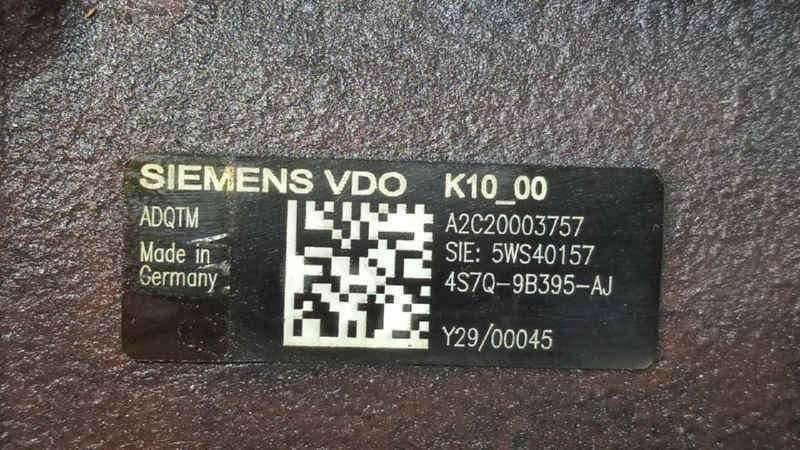 SIEMENS VDO K10_00
ADQTM A2C20003757
Made in SIE: 5WS40157
Germany 4S7Q-9B395-AJ
Y29/00045